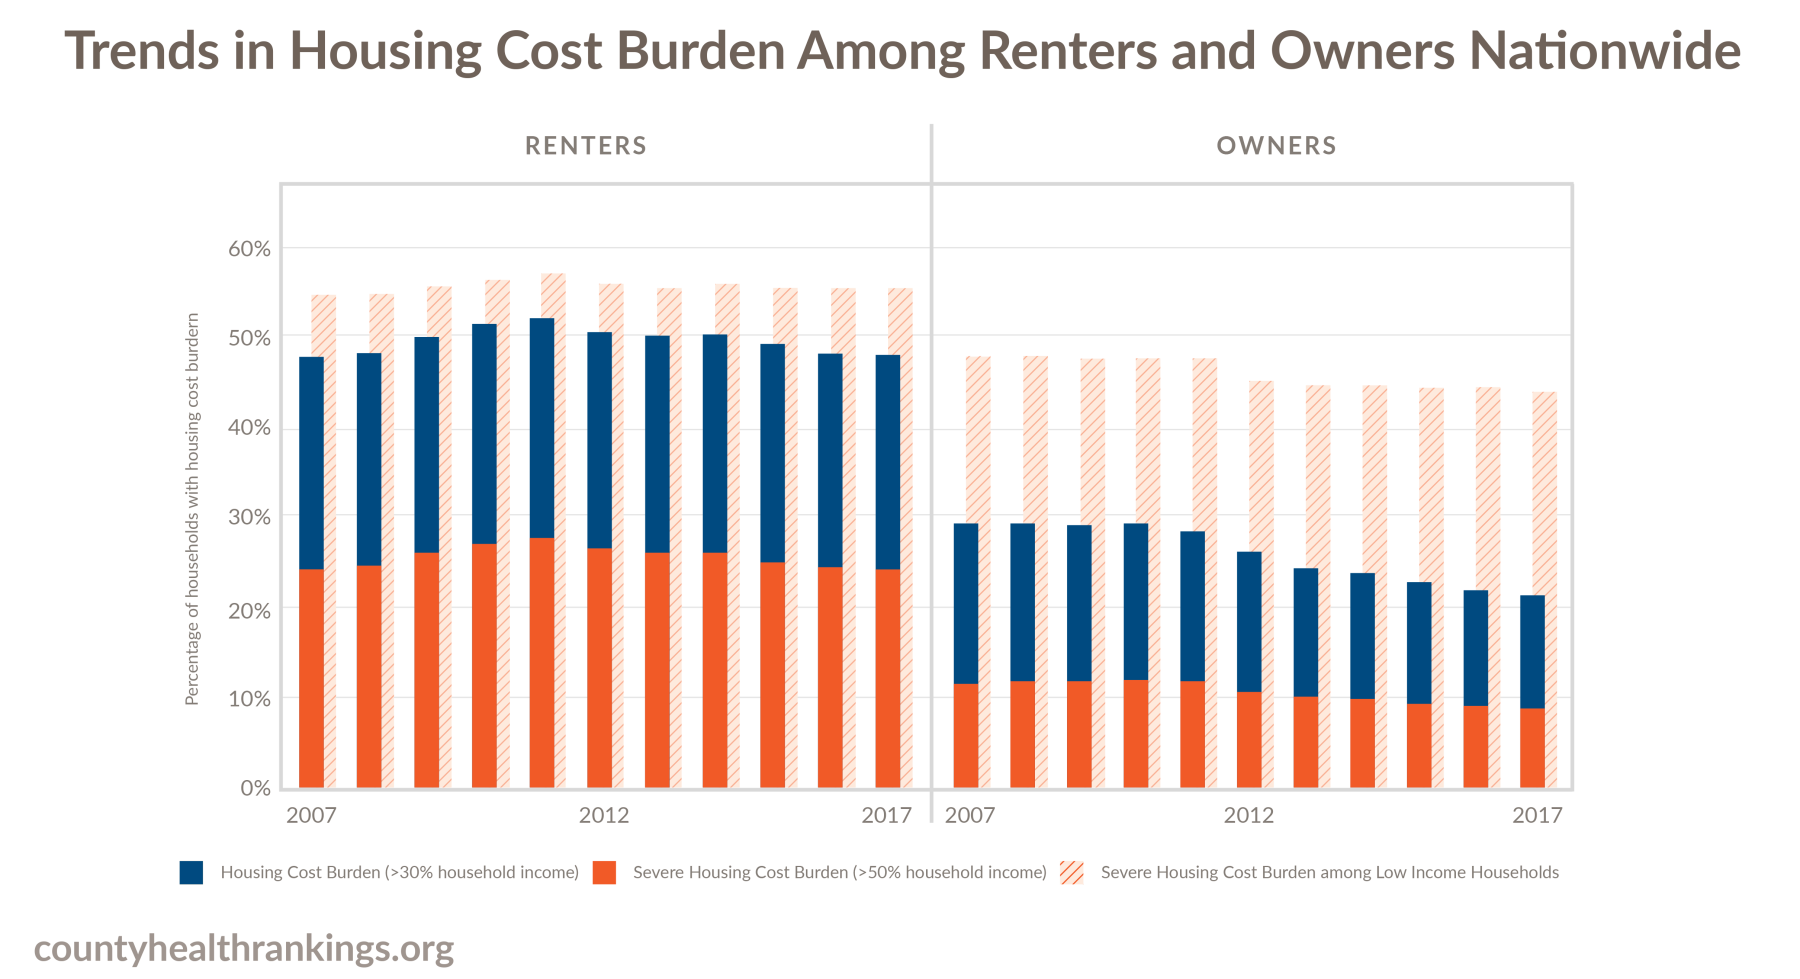 Trends in Housing Cost Burden Among Renters and Owners Nationwide
RENTERS
OWNERS
Percentage of households with housing cost burdern
60%
50%
40%
30%
20%
10%
0%
2007
2012
2017
2007
2012
2017
Housing Cost Burden (>30% household income)
Severe Housing Cost Burden (>50% household income)
Severe Housing Cost Burden among Low Income Households
countyhealthrankings.org